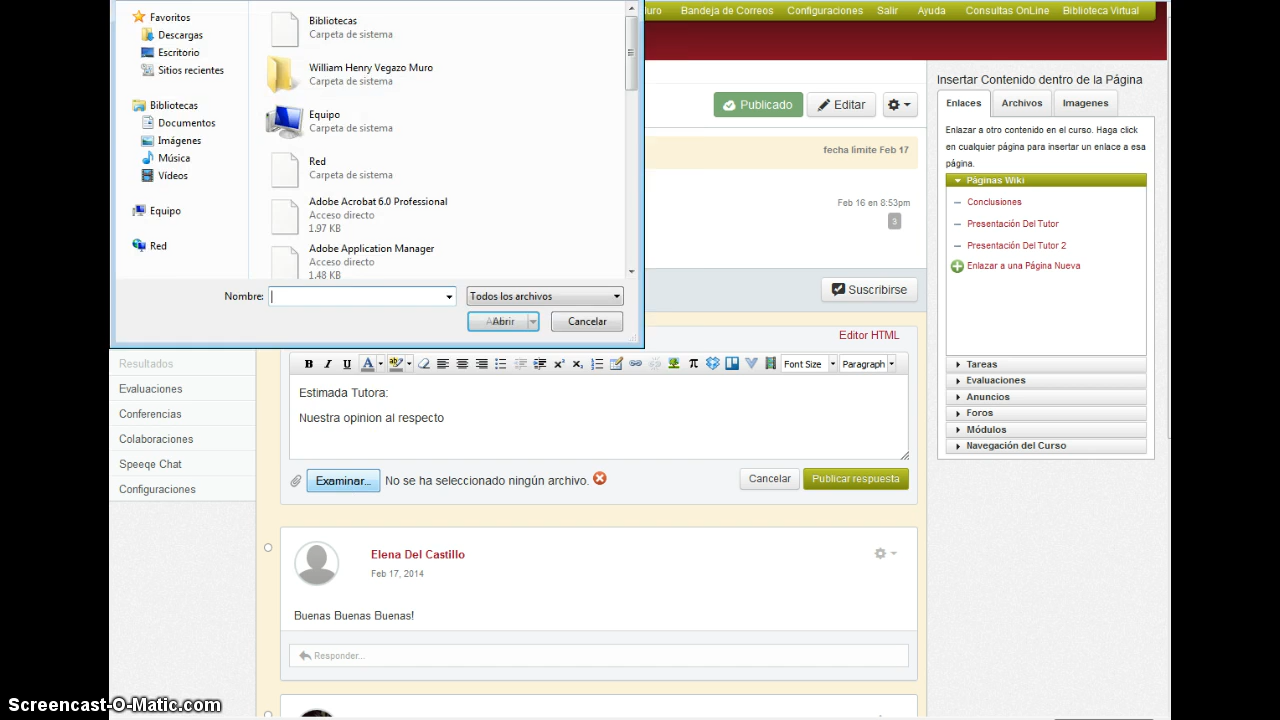 Favoritos
Descargas
Escritorio
Sitios recientes
Bibliotecas
Documentos
Imágenes
Música
Vídeos
Equipo
Red
Bibliotecas
Carpeta de sistema
William Henry Vegazo Muro
Carpeta de sistema
Equipo
Carpeta de sistema
Red
Carpeta de sistema
Adobe Acrobat 6.0 Professional
Acceso directo
1.97 KB
Adobe Application Manager
Acceso directo
1.48 KB
Nombre:
Todos los archivos
Abrir
Cancelar
uro Bandeja de Correos Configuraciones Salir Ayuda Consultas OnLine Biblioteca Virtual
Publicado
Editar
fecha límite Feb 17
Feb 16 en 8:53pm
3
Suscribirse
Editor HTML
Resultados
Evaluaciones
Conferencias
Colaboraciones
Speeqe Chat
Configuraciones
B I U A ab x² x₂ π Font Size Paragraph
Estimada Tutora:
Nuestra opinion al respecto
Examinar... No se ha seleccionado ningún archivo.
Cancelar
Publicar respuesta
Elena Del Castillo
Feb 17, 2014
Buenas Buenas Buenas!
Responder...
Insertar Contenido dentro de la Página
Enlaces Archivos Imagenes
Enlazar a otro contenido en el curso. Haga click
en cualquier página para insertar un enlace a esa
página.
Páginas Wiki
Conclusiones
Presentación Del Tutor
Presentación Del Tutor 2
Enlazar a una Página Nueva
Tareas
Evaluaciones
Anuncios
Foros
Módulos
Navegación del Curso
Screencast-O-Matic.com